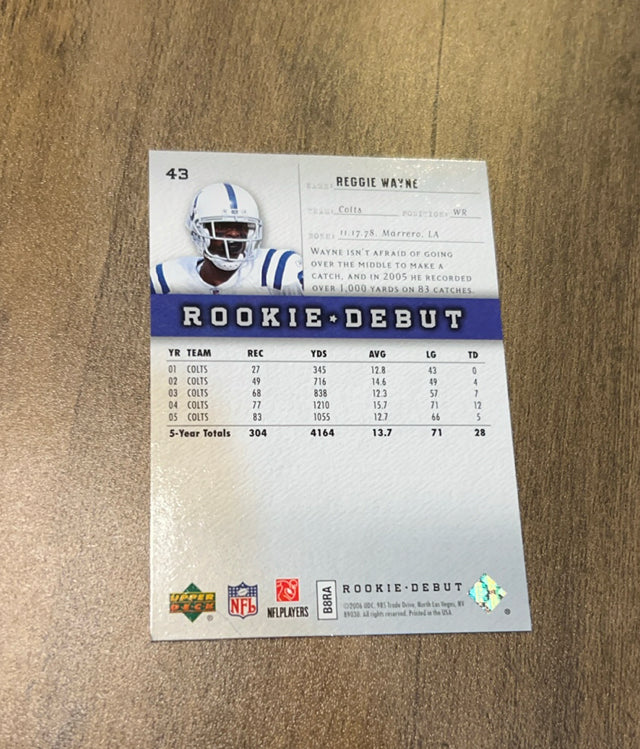 43
NAME: REGGIE WAYNE
TEAM: Colts POSITION: WR
BORN: 11.17.78, Marrero, LA
WAYNE ISN'T AFRAID OF GOING
OVER THE MIDDLE TO MAKE A
CATCH, AND IN 2005 HE RECORDED
OVER 1,000 YARDS ON 83 CATCHES.
ROOKIE★DEBUT
YR TEAM REC YDS AVG LG TD
01 COLTS 27 345 12.8 43 0
02 COLTS 49 716 14.6 49 4
03 COLTS 68 838 12.3 57 7
04 COLTS 77 1210 15.7 71 12
05 COLTS 83 1055 12.7 66 5
5-Year Totals 304 4164 13.7 71 28
UPPER
DECK
®
NFL
NFLPLAYERS
B8RA
ROOKIE★DEBUT
©2006 UDC, 985 Trade Drive, North Las Vegas, NV
89030. All rights reserved. Printed in the USA.
®